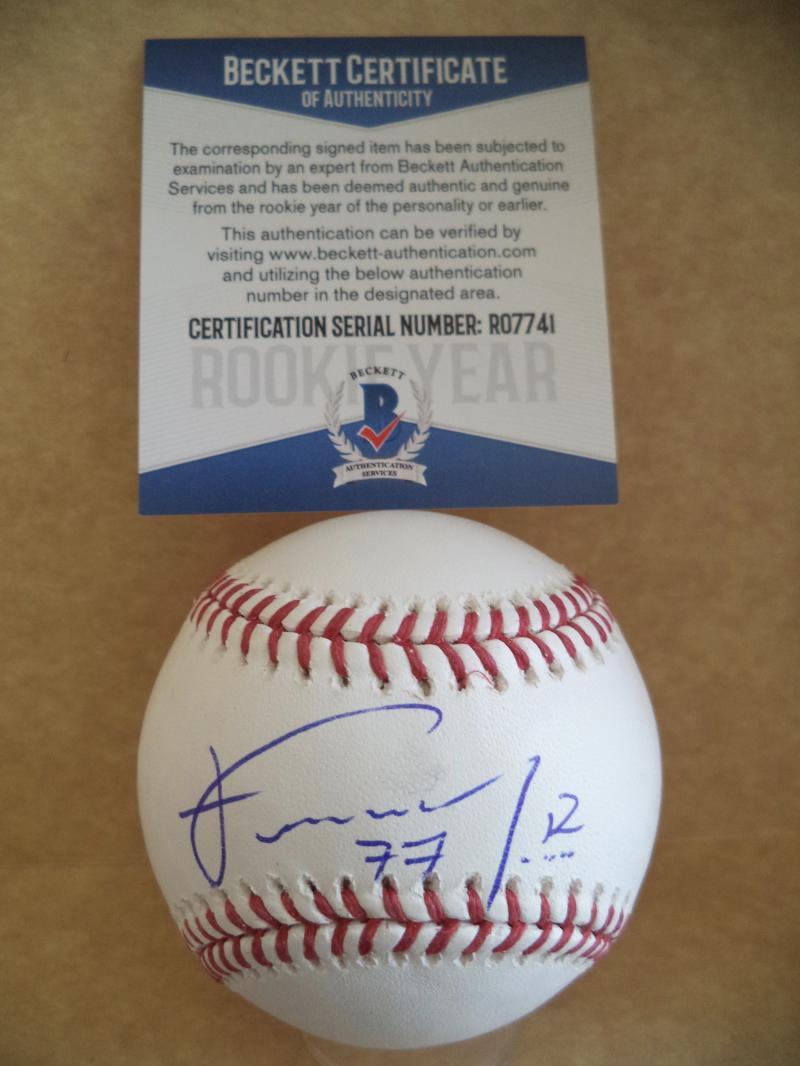 BECKETT CERTIFICATE
OF AUTHENTICITY
The corresponding signed item has been subjected to
examination by an expert from Beckett Authentication
Services and has been deemed authentic and genuine
from the rookie year of the personality or earlier.
This authentication can be verified by
visiting www.beckett-authentication.com
and utilizing the below authentication
number in the designated area.
CERTIFICATION SERIAL NUMBER: R07741
ROOKIE YEAR
BECKETT
B
AUTHENTICATION
SERVICES
77